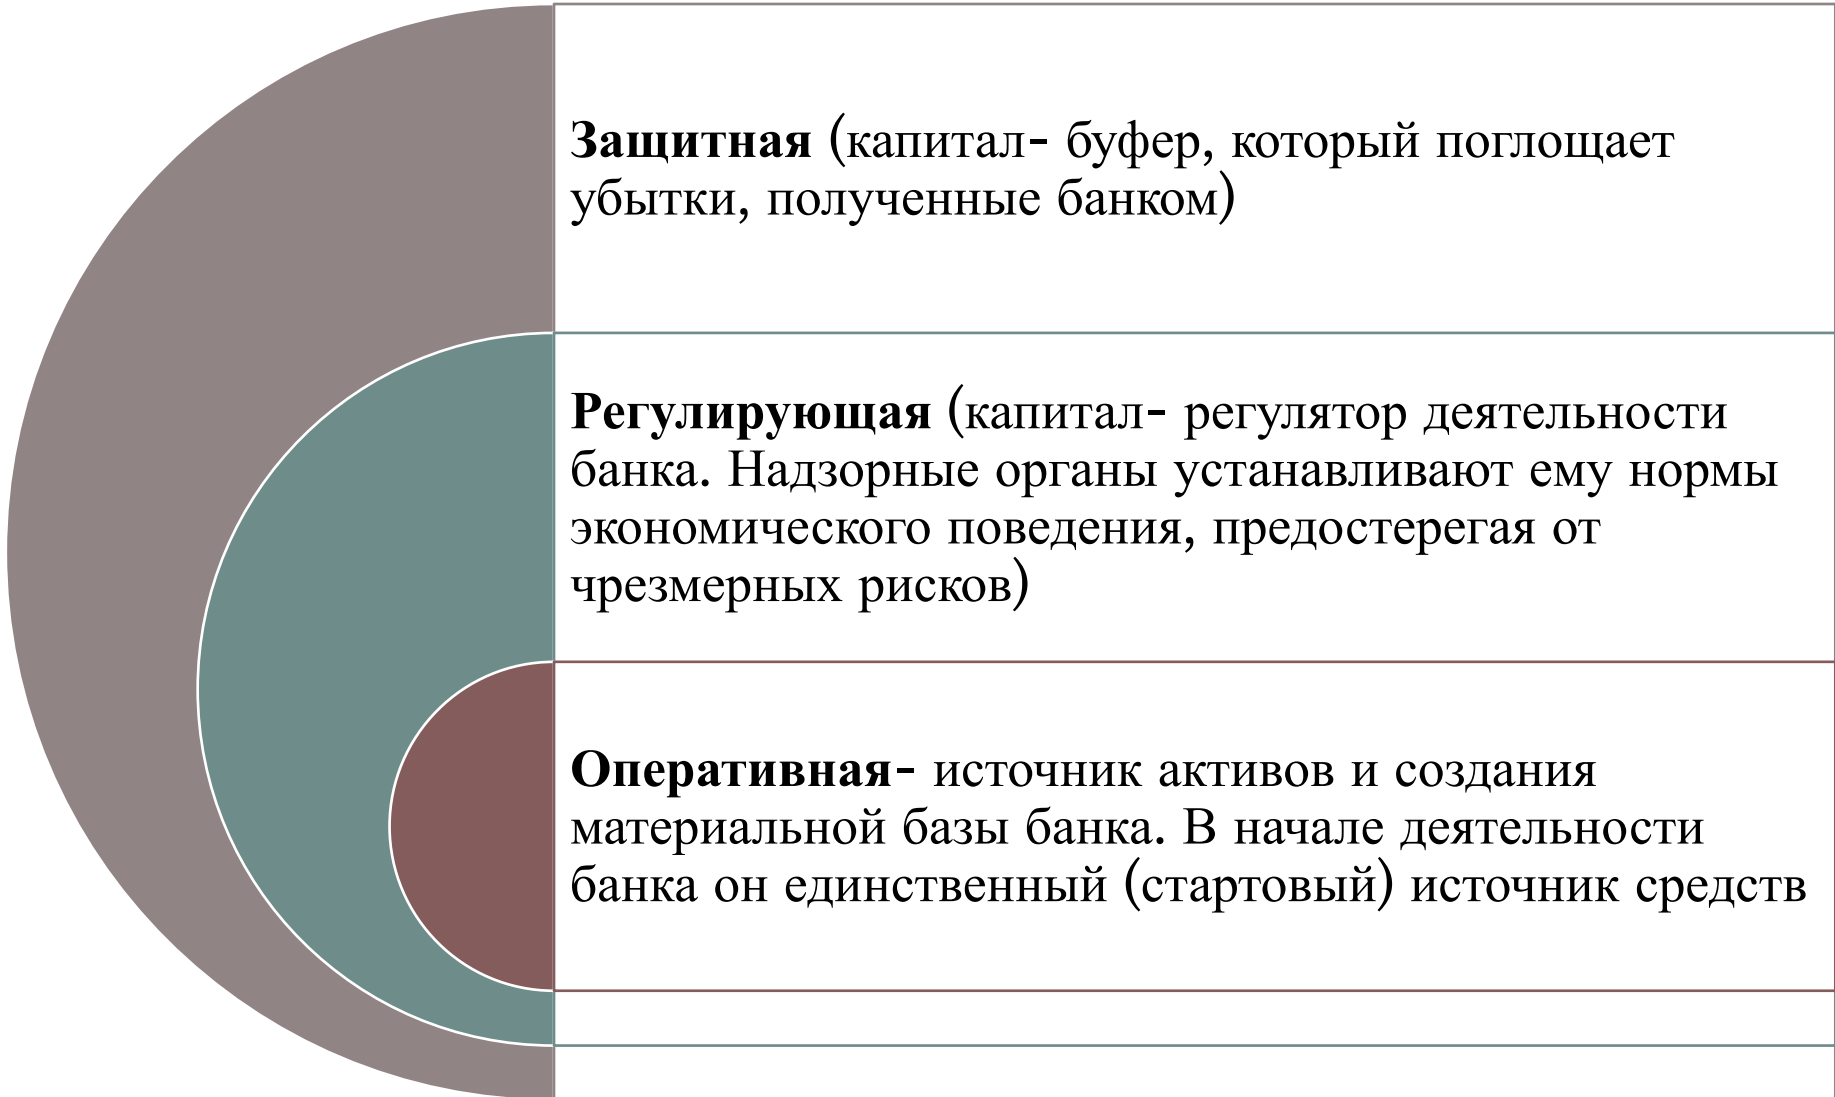 Защитная (капитал- буфер, который поглощает
убытки, полученные банком)
Регулирующая (капитал- регулятор деятельности
банка. Надзорные органы устанавливают ему нормы
экономического поведения, предостерегая от
чрезмерных рисков)
Оперативная- источник активов и создания
материальной базы банка. В начале деятельности
банка он единственный (стартовый) источник средств